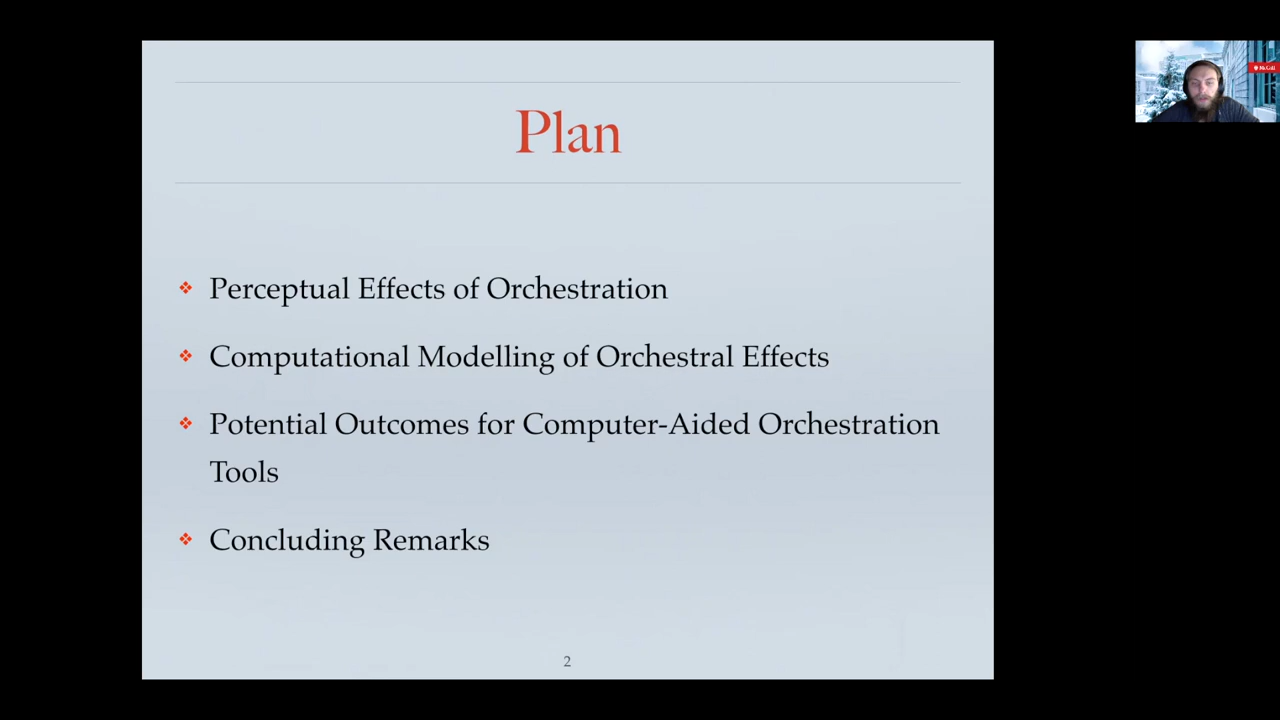 Plan
Perceptual Effects of Orchestration
Computational Modelling of Orchestral Effects
Potential Outcomes for Computer-Aided Orchestration
Tools
Concluding Remarks
2
McGill